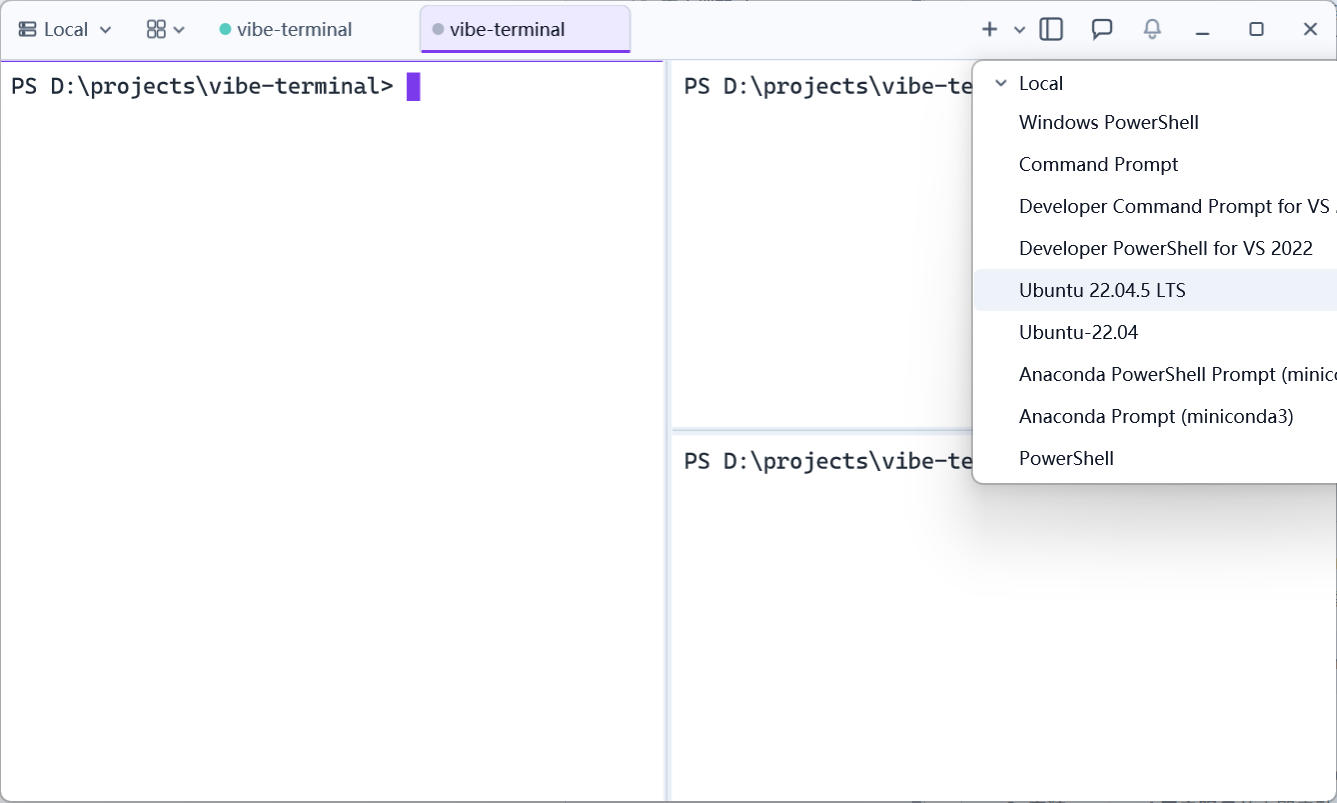 Local
vibe-terminal
vibe-terminal
PS D:\projects\vibe-terminal>
PS D:\projects\vibe-te
Local
Windows PowerShell
Command Prompt
Developer Command Prompt for VS
Developer PowerShell for VS 2022
Ubuntu 22.04.5 LTS
Ubuntu-22.04
Anaconda PowerShell Prompt (minic
Anaconda Prompt (miniconda3)
PowerShell
PS D:\projects\vibe-te